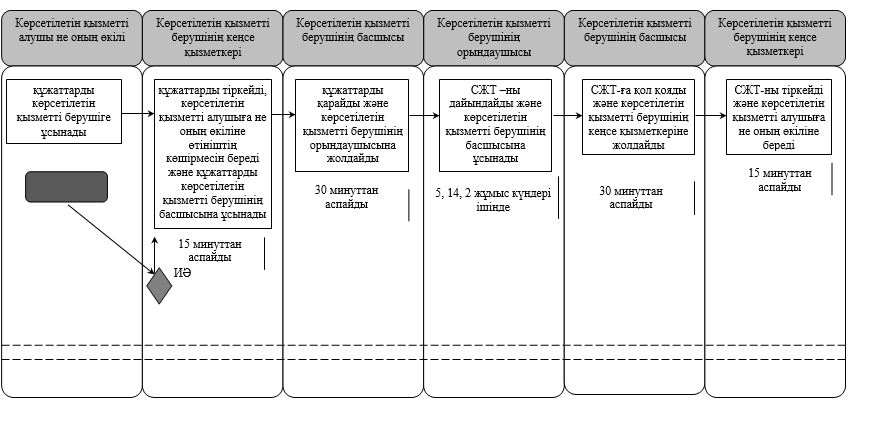 Көрсетілетін қызметті
алушы не оның өкілі
Көрсетілетін қызметті
берушінің кеңсе
қызметкері
Көрсетілетін қызметті
берушінің басшысы
Көрсетілетін қызметті
берушінің
орындаушысы
Көрсетілетін қызметті
берушінің басшысы
Көрсетілетін қызметті
берушінің кеңсе
қызметкері
құжаттарды
көрсетілетін
қызметті берушіге
ұсынады
құжаттарды тіркейді,
көрсетілетін
қызметті алушыға не
оның өкіліне
өтініштің
көшірмесін береді
және құжаттарды
көрсетілетін
қызметті берушінің
басшысына ұсынады
15 минуттан
аспайды
ИӘ
құжаттарды
қарайды және
көрсетілетін
қызметті берушінің
орындаушысына
жолдайды
30 минуттан
аспайды
СЖТ –ны
дайындайды және
көрсетілетін
қызметті берушінің
басшысына
ұсынады
5, 14, 2 жұмыс күндері
ішінде
СЖТ-ға қол қояды
және көрсетілетін
қызметті берушінің
кеңсе қызметкеріне
жолдайды
30 минуттан
аспайды
СЖТ-ны тіркейді
және көрсетілетін
қызметті алушыға
не оның өкіліне
береді
15 минуттан
аспайды